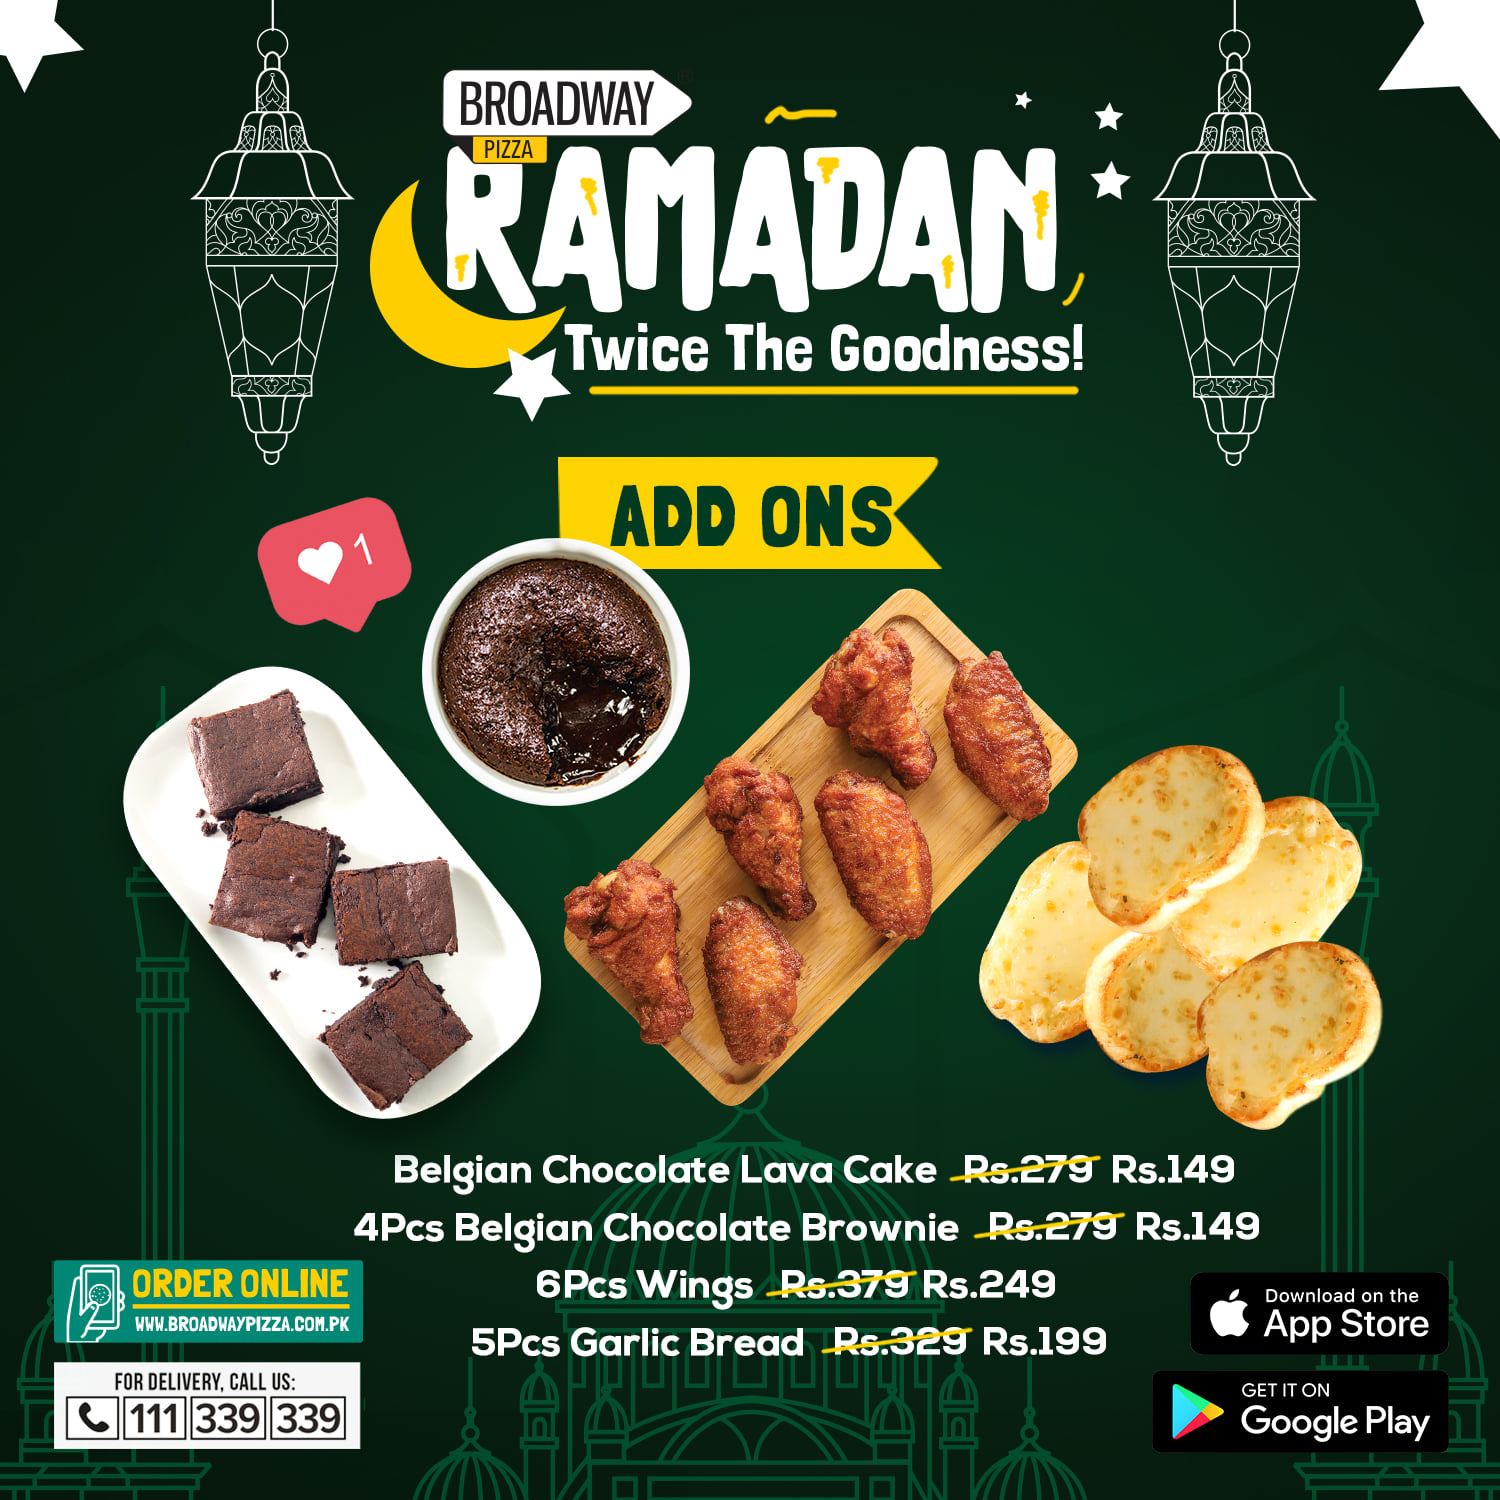 BROADWAY®
PIZZA
RAMADAN
Twice The Goodness!
ADD ONS
1
Belgian Chocolate Lava Cake Rs.279 Rs.149
4Pcs Belgian Chocolate Brownie Rs.279 Rs.149
6Pcs Wings Rs.379 Rs.249
5Pcs Garlic Bread Rs.329 Rs.199
ORDER ONLINE
WWW.BROADWAYPIZZA.COM.PK
FOR DELIVERY, CALL US:
111 339 339
Download on the
App Store
GET IT ON
Google Play